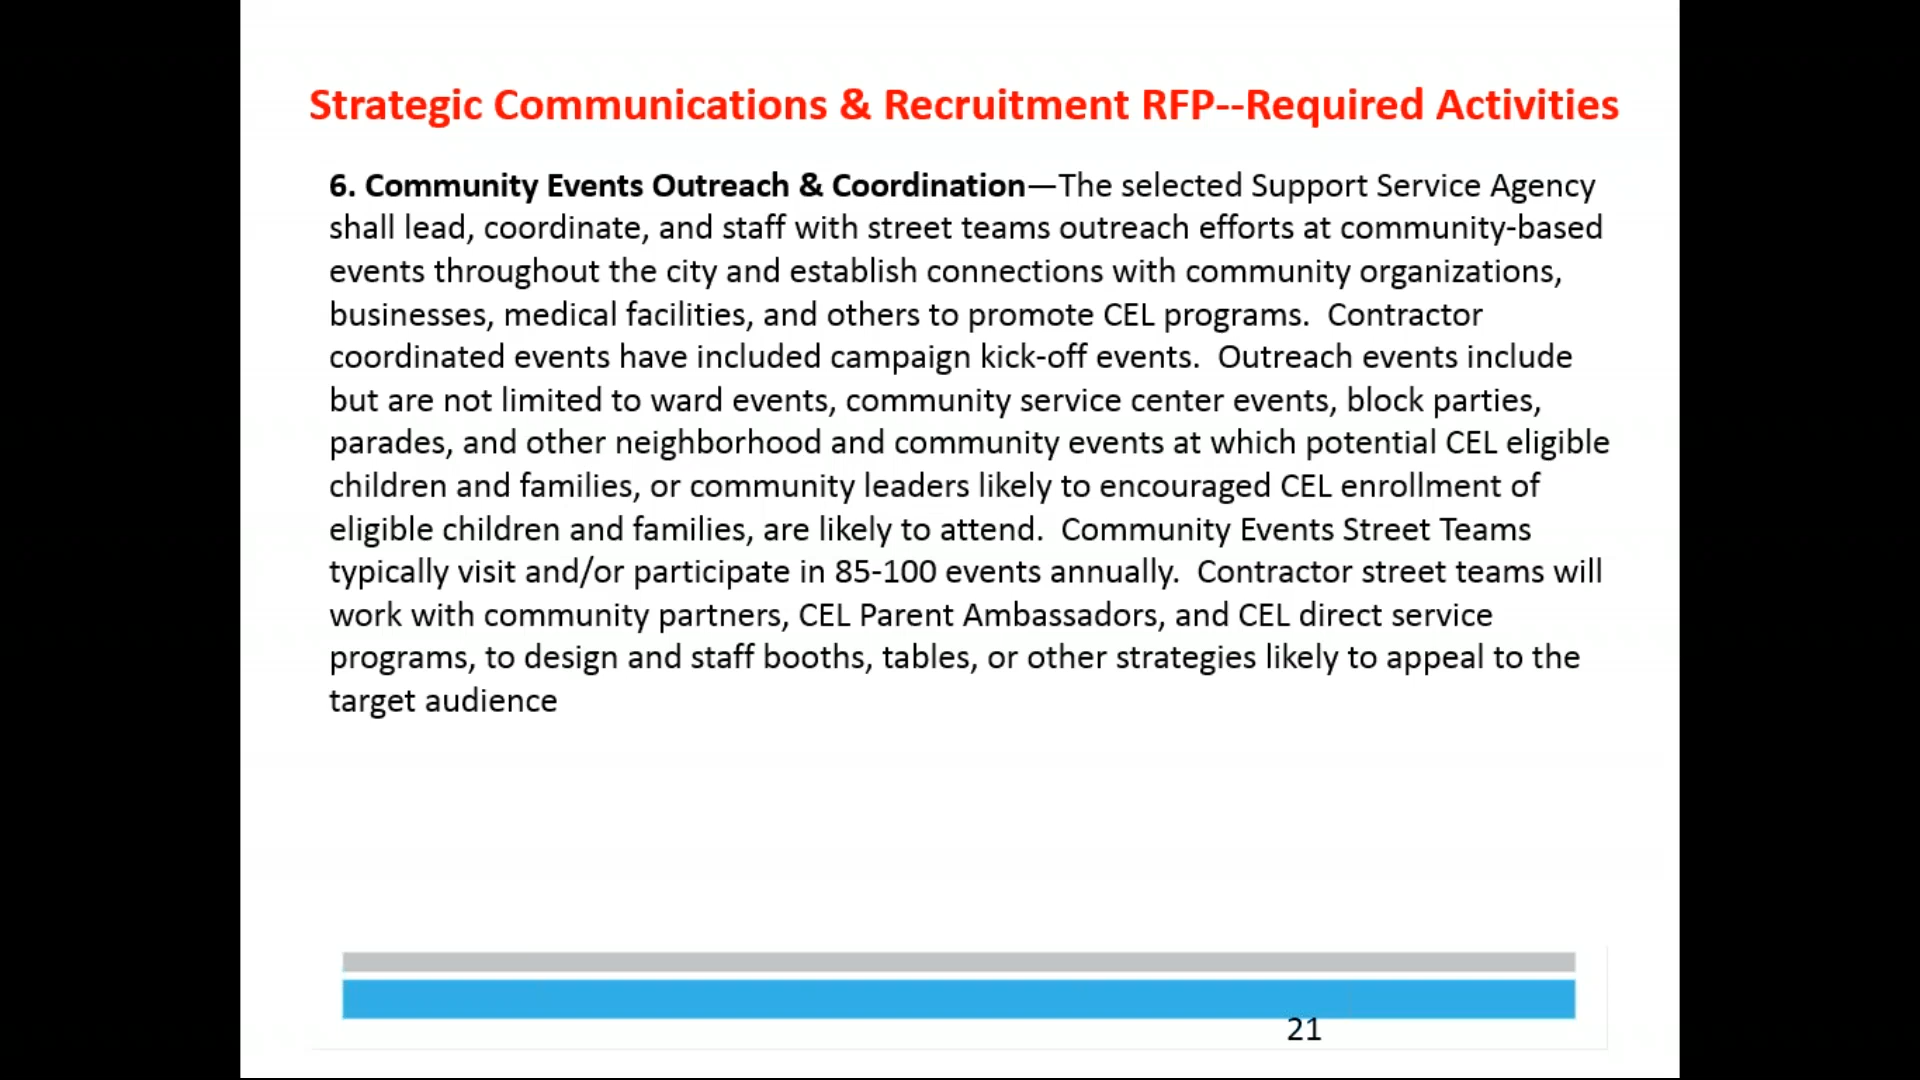 Strategic Communications & Recruitment RFP--Required Activities
6. Community Events Outreach & Coordination—The selected Support Service Agency
shall lead, coordinate, and staff with street teams outreach efforts at community-based
events throughout the city and establish connections with community organizations,
businesses, medical facilities, and others to promote CEL programs.  Contractor
coordinated events have included campaign kick-off events.  Outreach events include
but are not limited to ward events, community service center events, block parties,
parades, and other neighborhood and community events at which potential CEL eligible
children and families, or community leaders likely to encouraged CEL enrollment of
eligible children and families, are likely to attend.  Community Events Street Teams
typically visit and/or participate in 85-100 events annually.  Contractor street teams will
work with community partners, CEL Parent Ambassadors, and CEL direct service
programs, to design and staff booths, tables, or other strategies likely to appeal to the
target audience
21